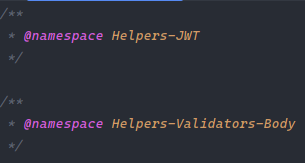 /**
 * @namespace Helpers-JWT
 */
/**
 * @namespace Helpers-Validators-Body
 */